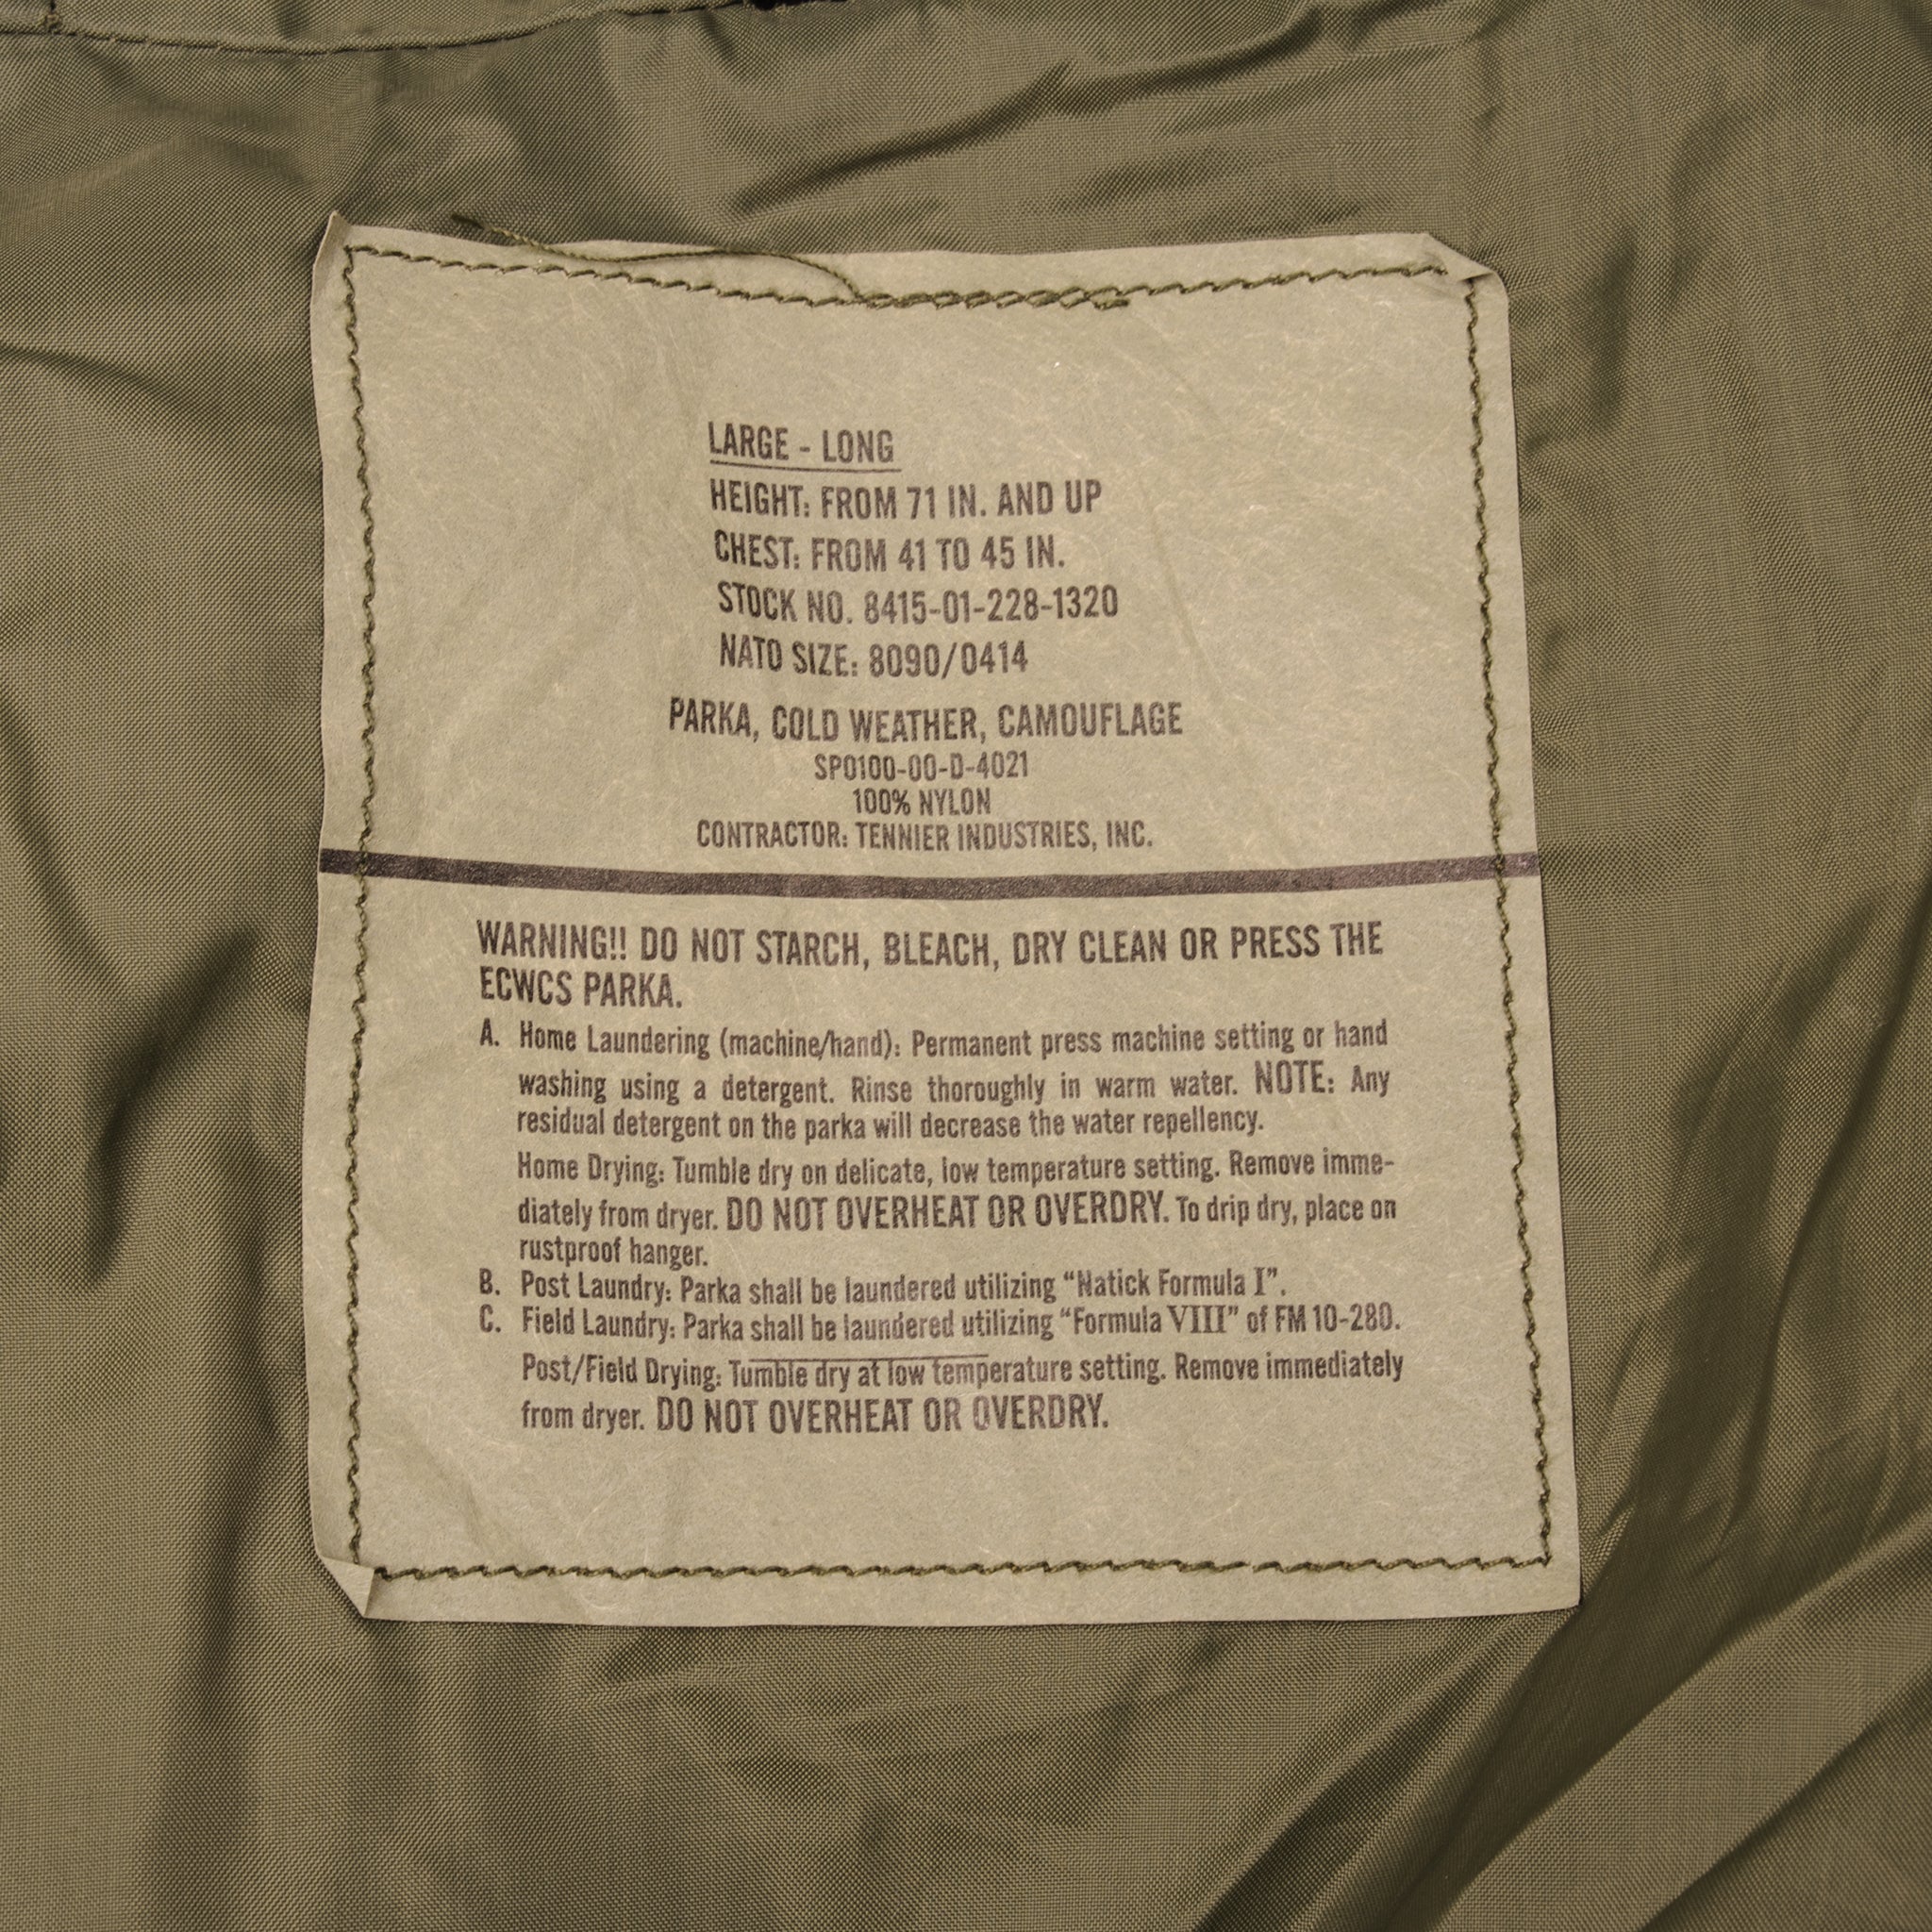 LARGE - LONG
HEIGHT: FROM 71 IN. AND UP
CHEST: FROM 41 TO 45 IN.
STOCK NO. 8415-01-228-1320
NATO SIZE: 8090/0414
PARKA, COLD WEATHER, CAMOUFLAGE
SP0100-00-D-4021
100% NYLON
CONTRACTOR: TENNIER INDUSTRIES, INC.
WARNING!! DO NOT STARCH, BLEACH, DRY CLEAN OR PRESS THE
ECWCS PARKA.
A. Home Laundering (machine/hand): Permanent press machine setting or hand
washing using a detergent. Rinse thoroughly in warm water. NOTE: Any
residual detergent on the parka will decrease the water repellency.
Home Drying: Tumble dry on delicate, low temperature setting. Remove imme-
diately from dryer. DO NOT OVERHEAT OR OVERDRY. To drip dry, place on
rustproof hanger.
B. Post Laundry: Parka shall be laundered utilizing “Natick Formula I”.
C. Field Laundry: Parka shall be laundered utilizing “Formula VIII” of FM 10-280.
Post/Field Drying: Tumble dry at low temperature setting. Remove immediately
from dryer. DO NOT OVERHEAT OR OVERDRY.